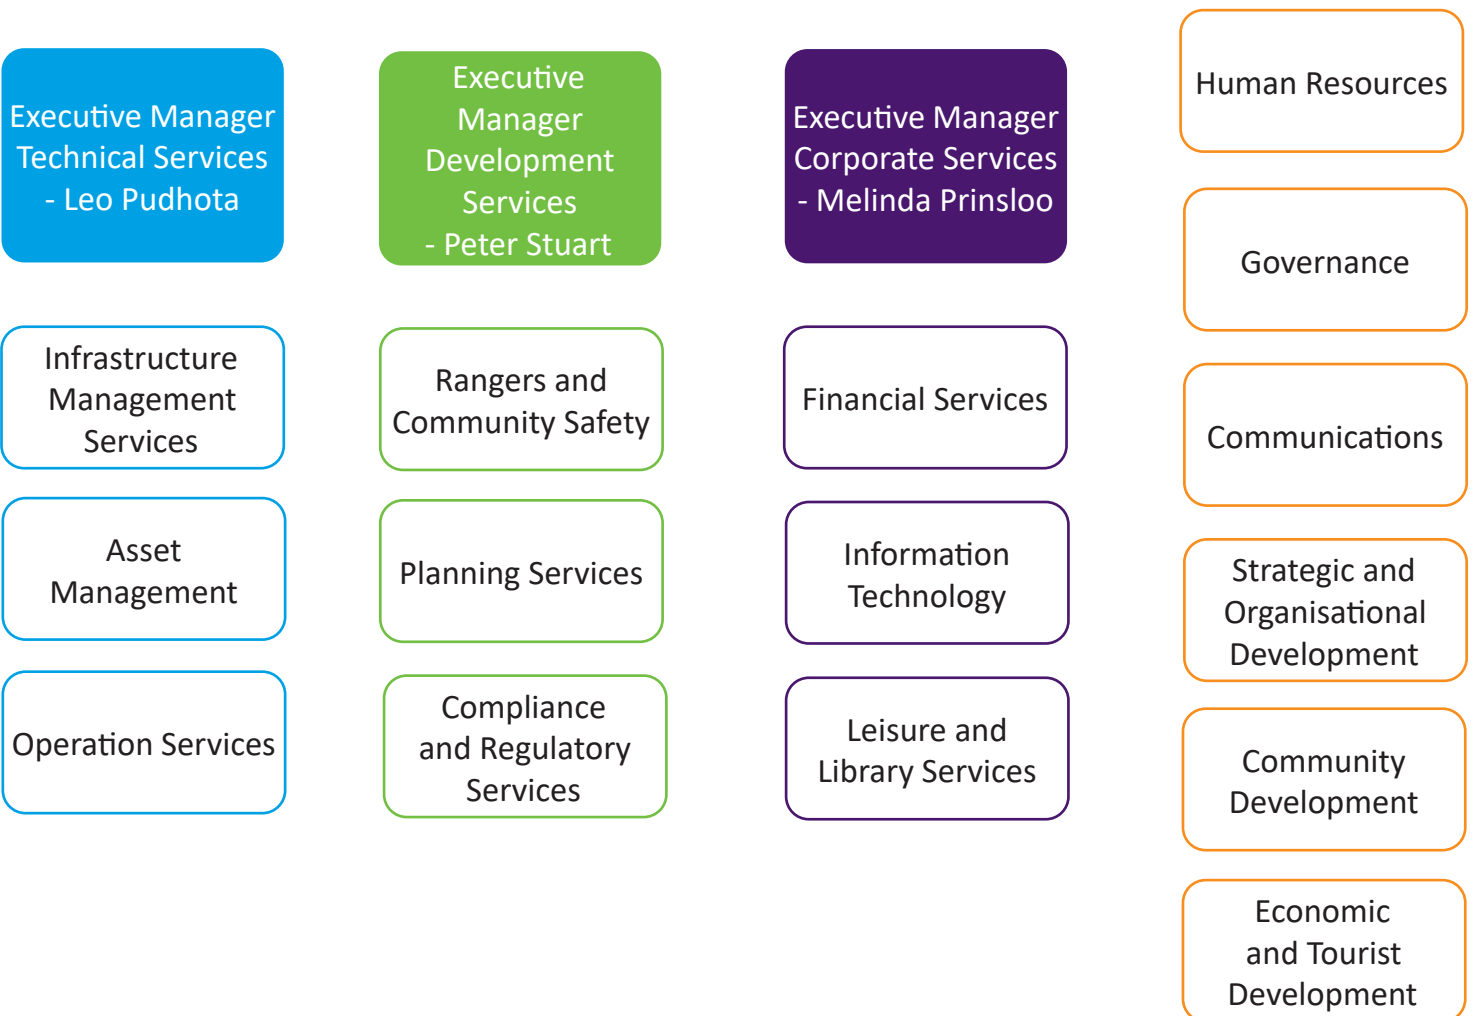 Executive Manager
Technical Services
- Leo Pudhota
Infrastructure
Management
Services
Asset
Management
Operation Services
Executive
Manager
Development
Services
- Peter Stuart
Rangers and
Community Safety
Planning Services
Compliance
and Regulatory
Services
Executive Manager
Corporate Services
- Melinda Prinsloo
Financial Services
Information
Technology
Leisure and
Library Services
Human Resources
Governance
Communications
Strategic and
Organisational
Development
Community
Development
Economic
and Tourist
Development